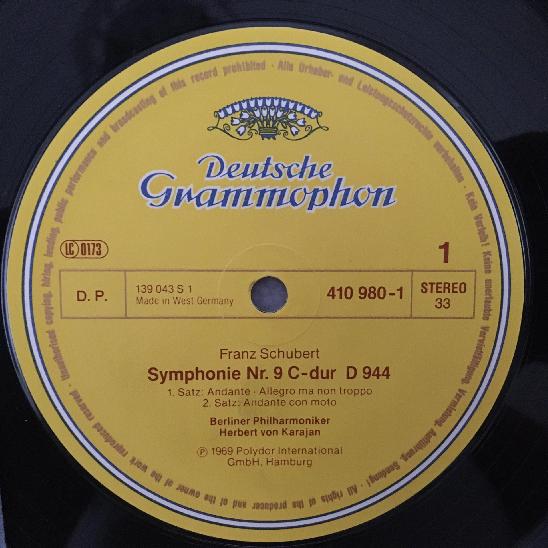 Unauthorised copying, hiring, lending, public performance and broadcasting of this record prohibited · Alle Urheber- und Leistungsschutzrechte vorbehalten · Kein Verleih! Keine unerlaubte Vervielfältigung, Vermietung, Aufführung, Sendung! · All rights of the producer and of the owner of the work reproduced reserved ·
Deutsche
Grammophon
LC 0173
1
D. P.
139 043 S 1
Made in West Germany
410 980-1
STEREO
33
Franz Schubert
Symphonie Nr. 9 C-dur D 944
1. Satz: Andante · Allegro ma non troppo
2. Satz: Andante con moto
Berliner Philharmoniker
Herbert von Karajan
℗ 1969 Polydor International
GmbH, Hamburg